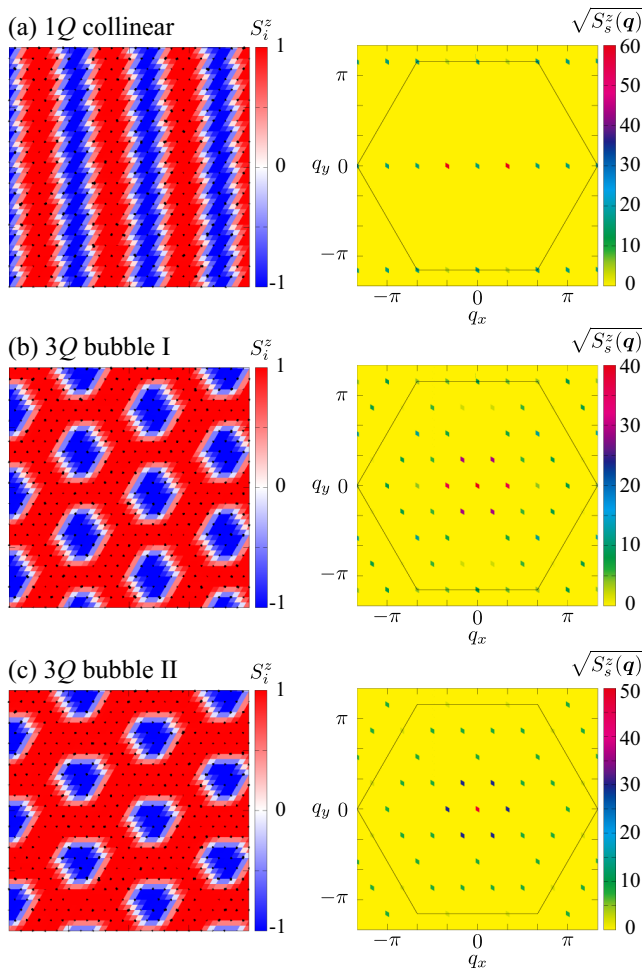 (a) 1Q collinear
S_i^z
1
0
-1
√S_s^z(q)
60
50
40
30
20
10
0
π
q_y 0
−π
−π 0 π
q_x
(b) 3Q bubble I
S_i^z
1
0
-1
√S_s^z(q)
40
30
20
10
0
π
q_y 0
−π
−π 0 π
q_x
(c) 3Q bubble II
S_i^z
1
0
-1
√S_s^z(q)
50
40
30
20
10
0
π
q_y 0
−π
−π 0 π
q_x